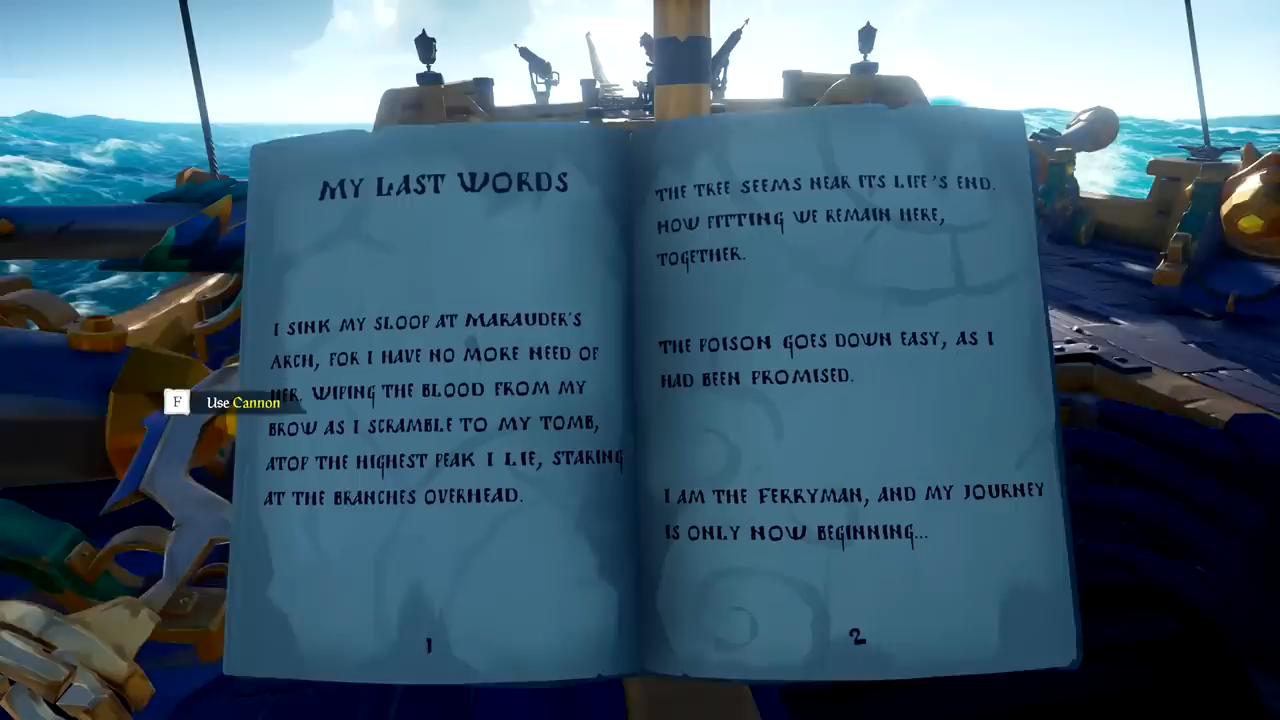 MY LAST WORDS
I SINK MY SLOOP AT MARAUDER'S
ARCH, FOR I HAVE NO MORE NEED OF
HER. WIPING THE BLOOD FROM MY
BROW AS I SCRAMBLE TO MY TOMB,
ATOP THE HIGHEST PEAK I LIE, STARING
AT THE BRANCHES OVERHEAD.
1
THE TREE SEEMS NEAR ITS LIFE'S END.
HOW FITTING WE REMAIN HERE,
TOGETHER.
THE POISON GOES DOWN EASY, AS I
HAD BEEN PROMISED.
I AM THE FERRYMAN, AND MY JOURNEY
IS ONLY NOW BEGINNING...
2
F Use Cannon